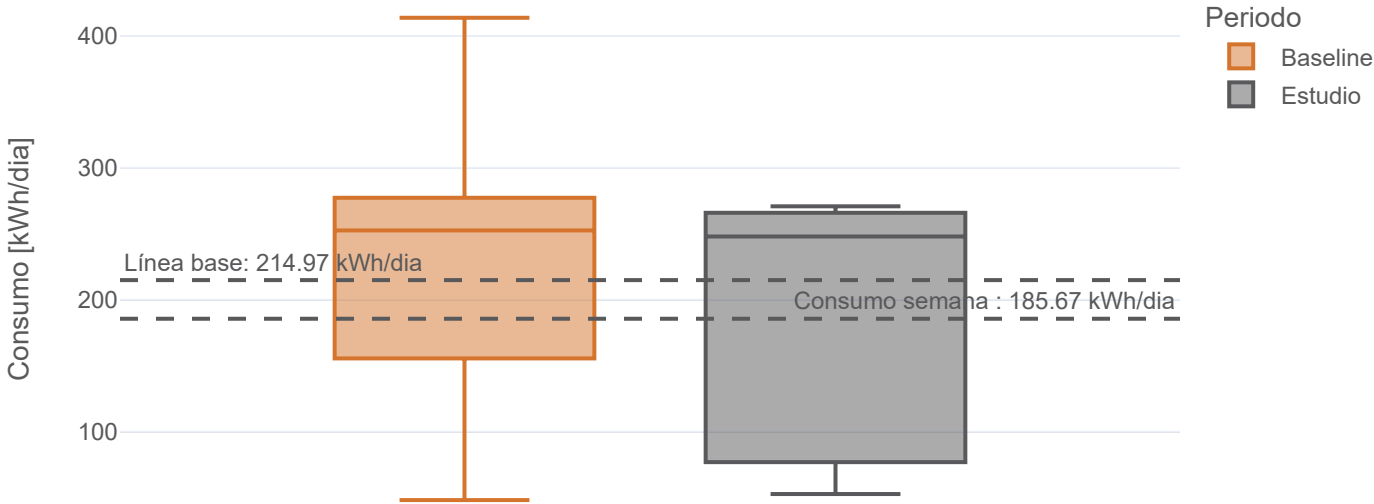 Periodo
Baseline
Estudio
Consumo [kWh/dia]
400
300
200
100
Línea base: 214.97 kWh/dia
Consumo semana : 185.67 kWh/dia